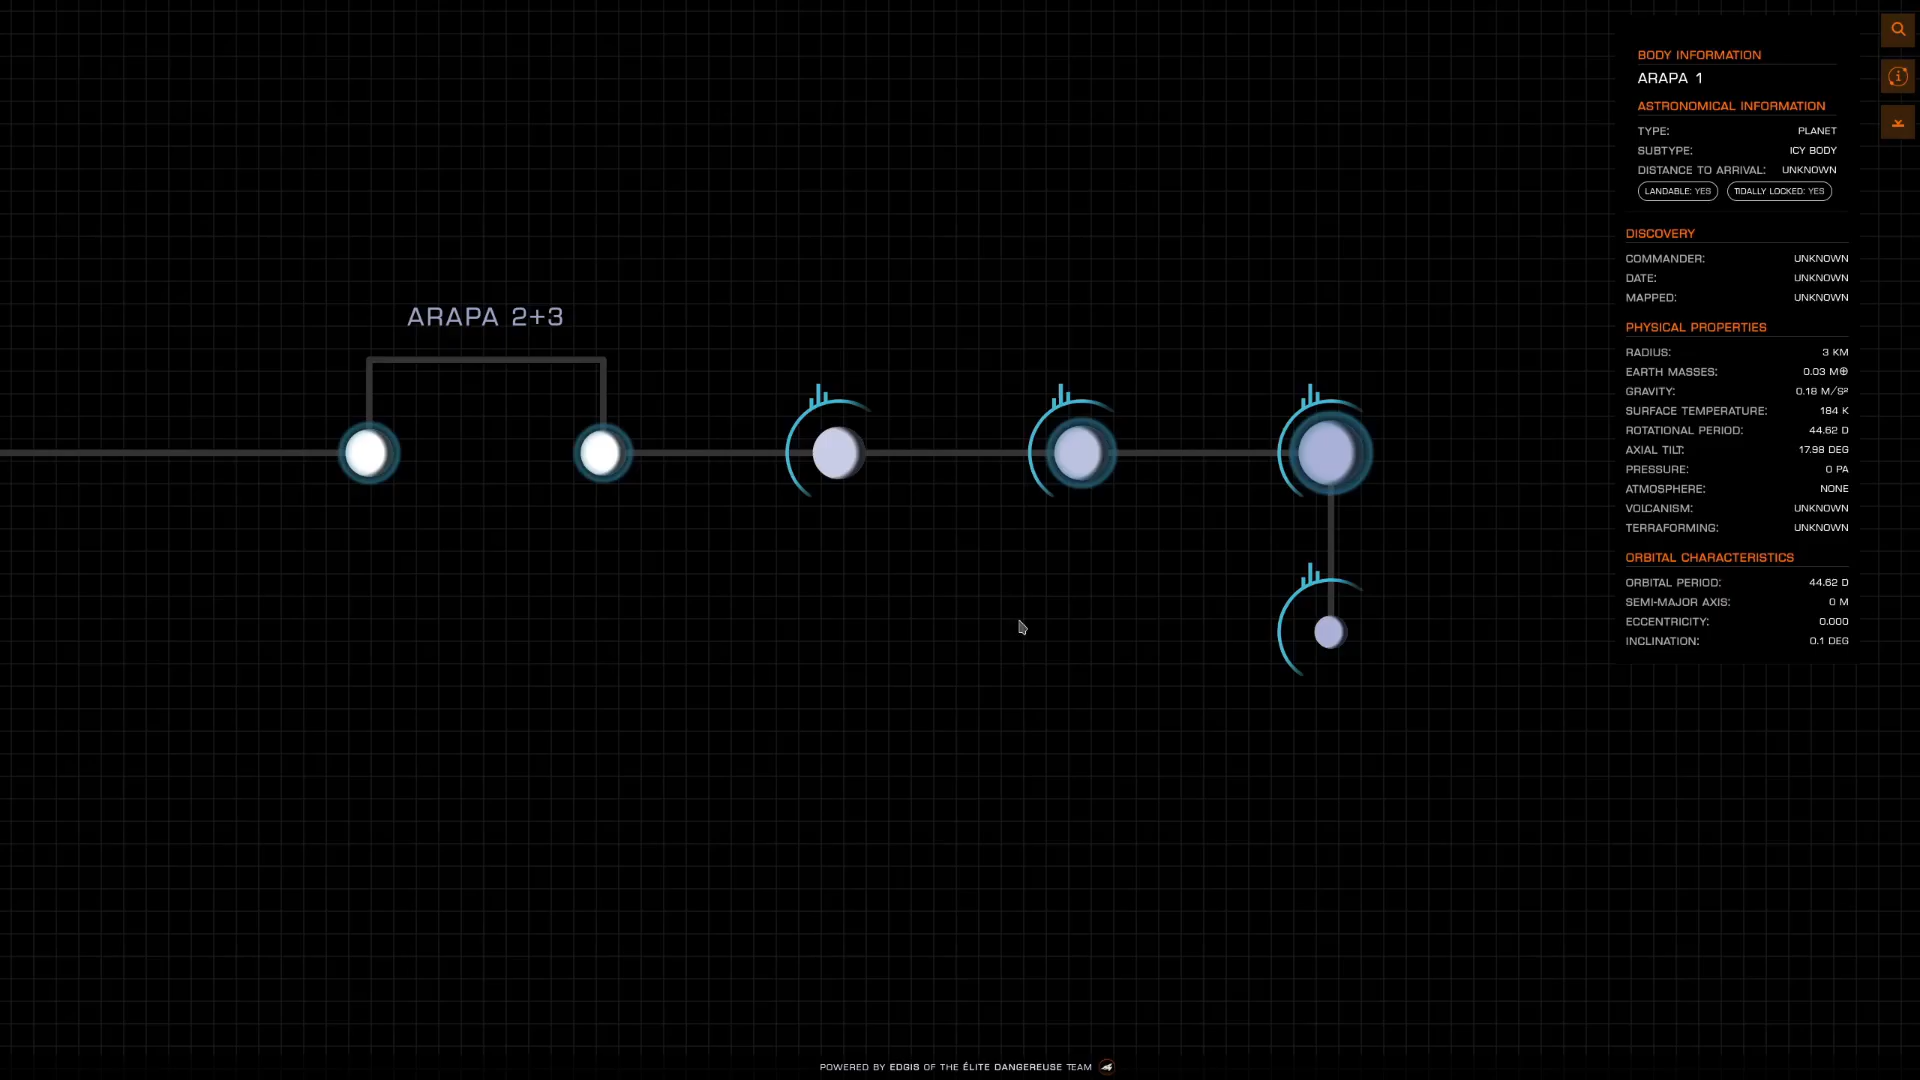 BODY INFORMATION
ARAPA 1
ASTRONOMICAL INFORMATION
TYPE: PLANET
SUBTYPE: ICY BODY
DISTANCE TO ARRIVAL: UNKNOWN
LANDABLE: YES TIDALLY LOCKED: YES
DISCOVERY
COMMANDER: UNKNOWN
DATE: UNKNOWN
MAPPED: UNKNOWN
PHYSICAL PROPERTIES
RADIUS: 3 KM
EARTH MASSES: 0.03 M⊕
GRAVITY: 0.18 M/S²
SURFACE TEMPERATURE: 184 K
ROTATIONAL PERIOD: 44.62 D
AXIAL TILT: 17.98 DEG
PRESSURE: 0 PA
ATMOSPHERE: NONE
VOLCANISM: UNKNOWN
TERRAFORMING: UNKNOWN
ORBITAL CHARACTERISTICS
ORBITAL PERIOD: 44.62 D
SEMI-MAJOR AXIS: 0 M
ECCENTRICITY: 0.000
INCLINATION: 0.1 DEG
ARAPA 2+3
POWERED BY EDGIS OF THE ÉLITE DANGEREUSE TEAM